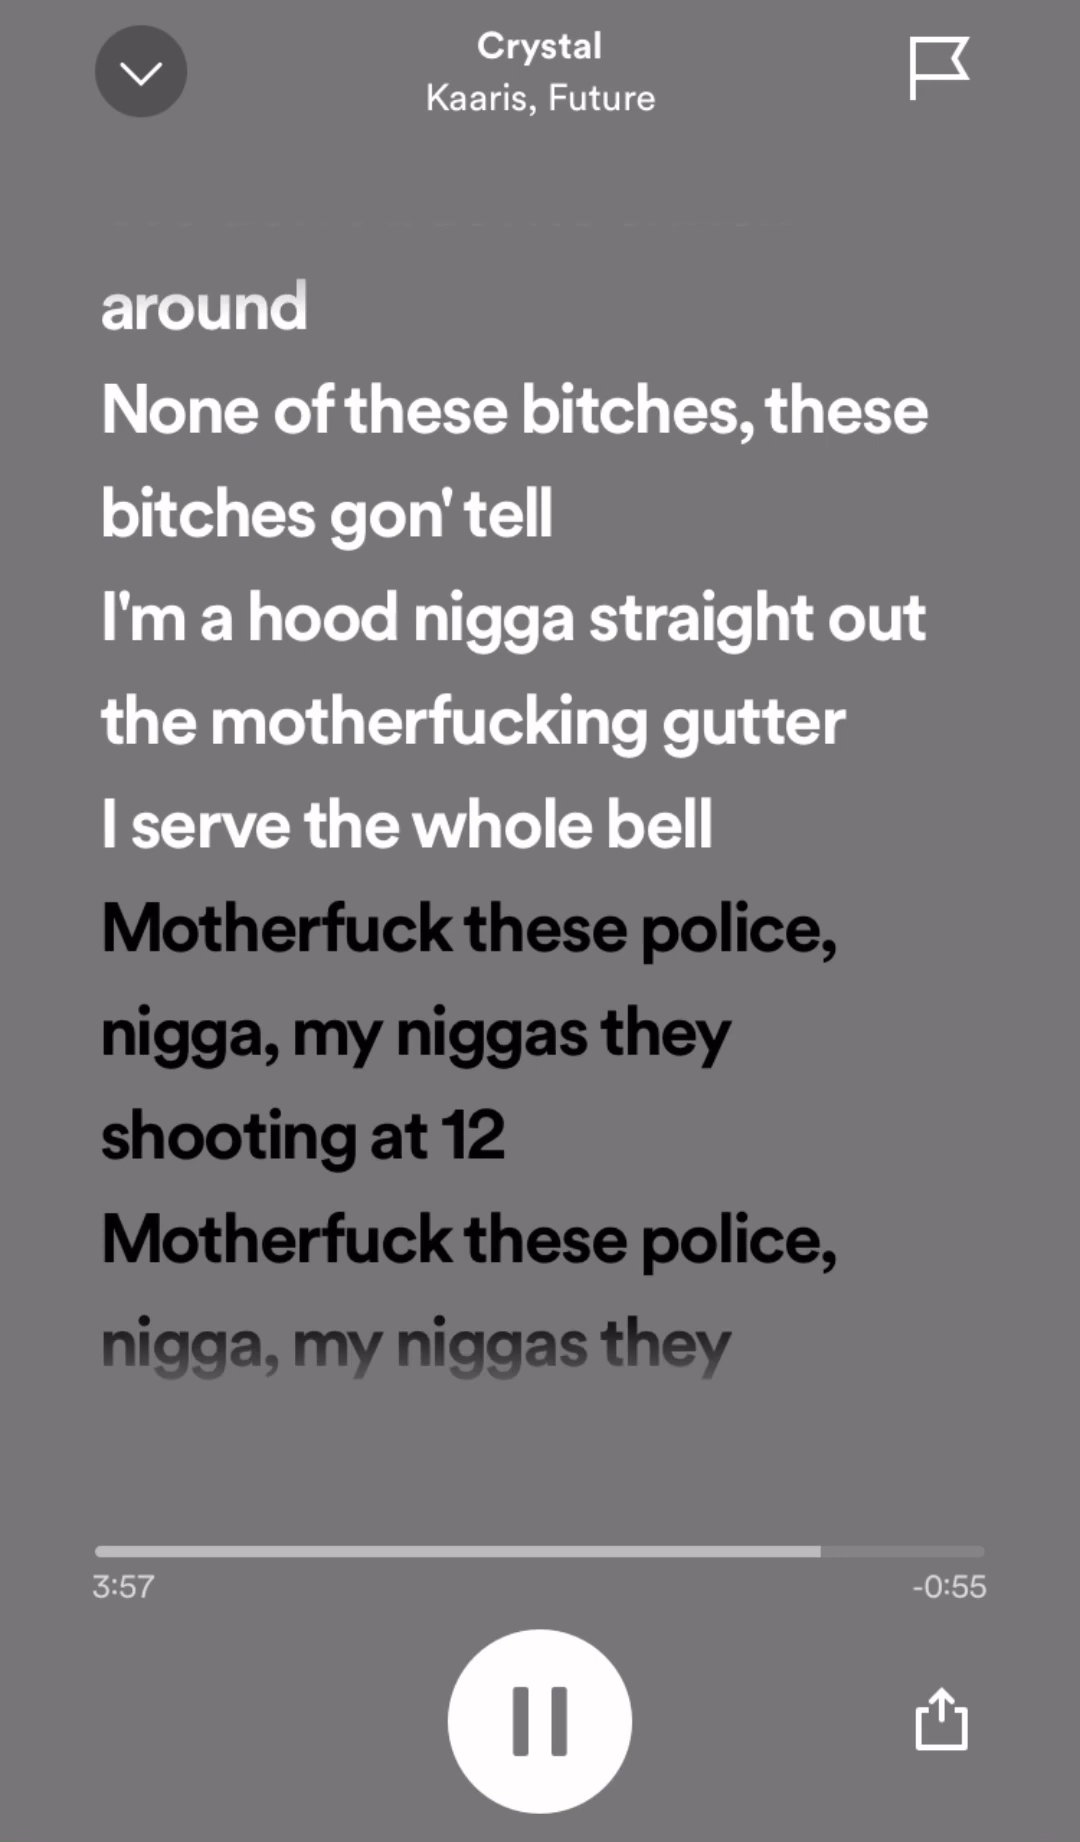 Crystal
Kaaris, Future
around
None of these bitches, these
bitches gon' tell
I'm a hood nigga straight out
the motherfucking gutter
I serve the whole bell
Motherfuck these police,
nigga, my niggas they
shooting at 12
Motherfuck these police,
nigga, my niggas they
3:57
-0:55